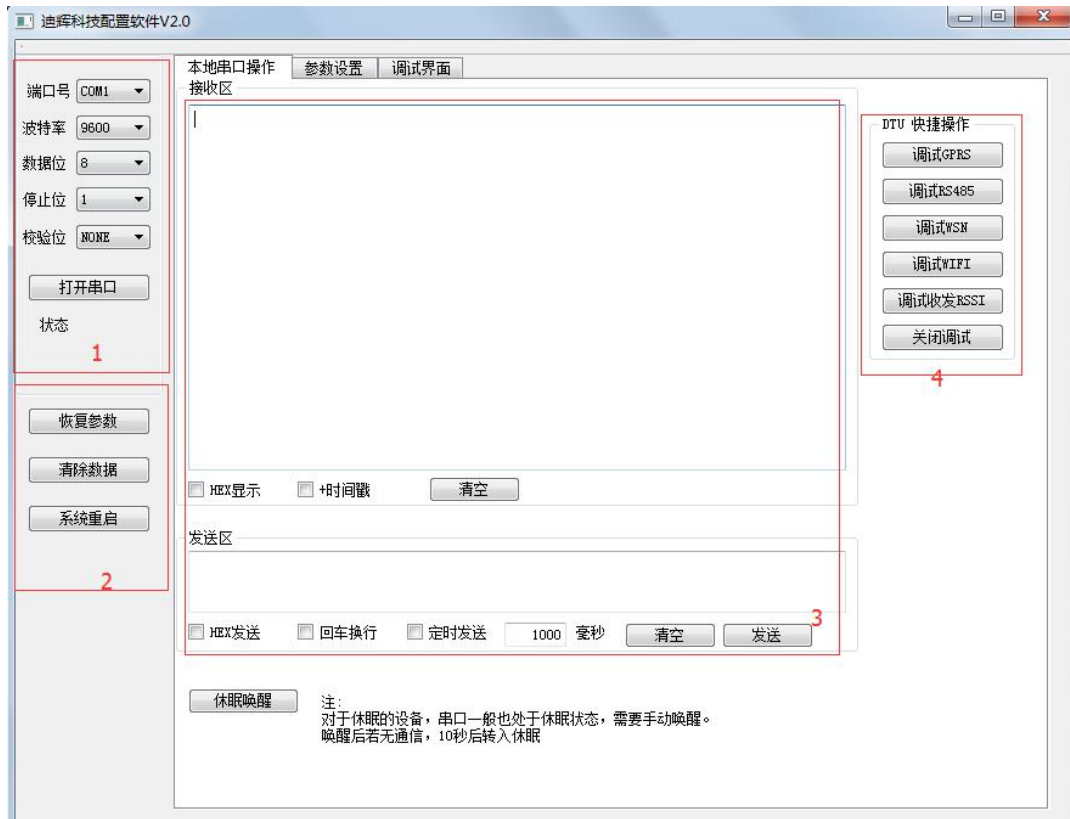 迪辉科技配置软件V2.0
端口号 COM1
波特率 9600
数据位 8
停止位 1
校验位 NONE
打开串口
状态
1
恢复参数
清除数据
系统重启
2
本地串口操作 参数设置 调试界面
接收区
HEX显示 +时间戳 清空
发送区
HEX发送 回车换行 定时发送 1000 毫秒 清空 发送
3
休眠唤醒
注:
对于休眠的设备，串口一般也处于休眠状态，需要手动唤醒。
唤醒后若无通信，10秒后转入休眠
DTU 快捷操作
调试GPRS
调试RS485
调试WSN
调试WIFI
调试收发RSSI
关闭调试
4